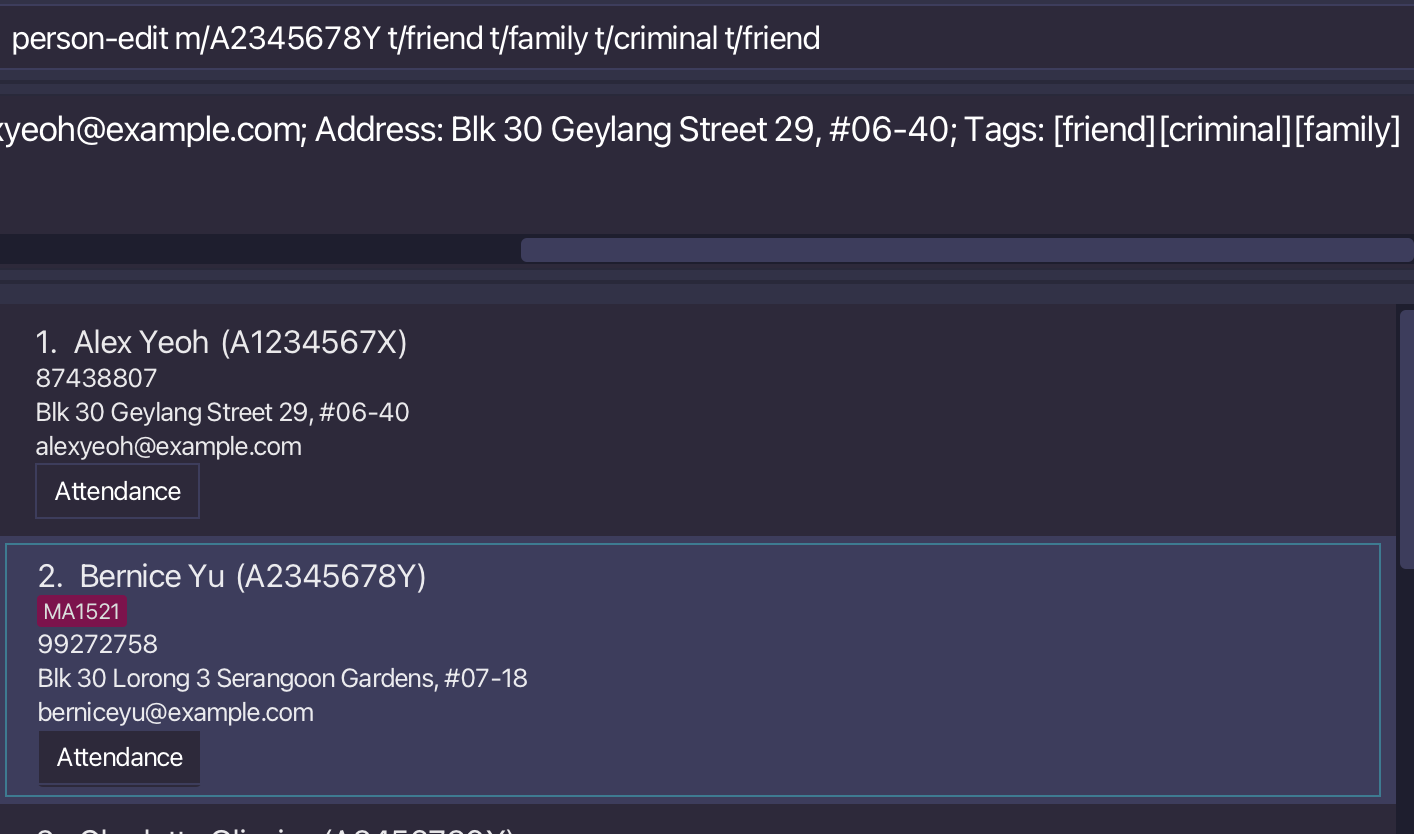 person-edit m/A2345678Y t/friend t/family t/criminal t/friend
xyeoh@example.com; Address: Blk 30 Geylang Street 29, #06-40; Tags: [friend][criminal][family]
1. Alex Yeoh (A1234567X)
87438807
Blk 30 Geylang Street 29, #06-40
alexyeoh@example.com
Attendance
2. Bernice Yu (A2345678Y)
MA1521
99272758
Blk 30 Lorong 3 Serangoon Gardens, #07-18
berniceyu@example.com
Attendance